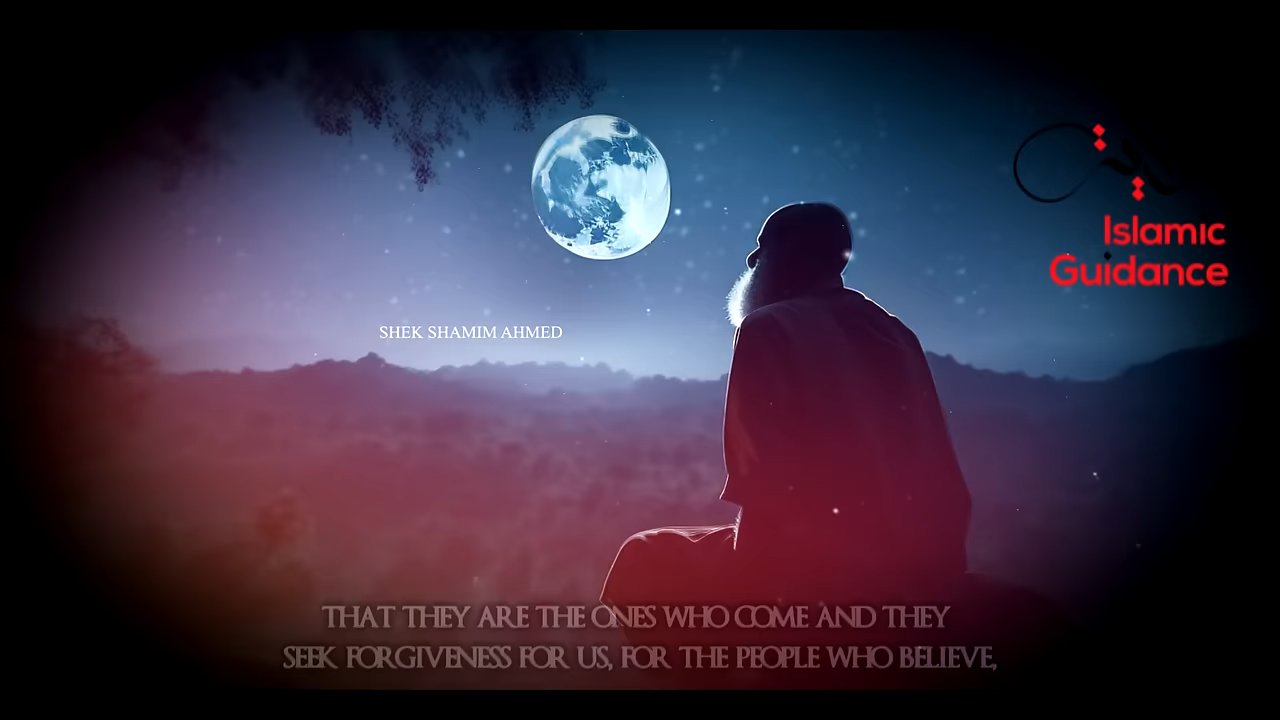 Islamic
Guidance
SHEK SHAMIM AHMED
THAT THEY ARE THE ONES WHO COME AND THEY
SEEK FORGIVENESS FOR US, FOR THE PEOPLE WHO BELIEVE,